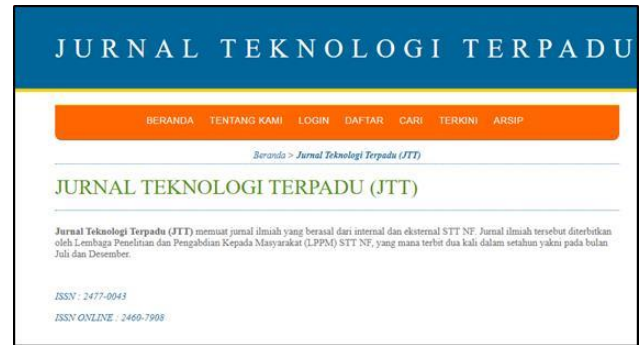 JURNAL TEKNOLOGI TERPADU
BERANDA TENTANG KAMI LOGIN DAFTAR CARI TERKINI ARSIP
Beranda > Jurnal Teknologi Terpadu (JTT)
JURNAL TEKNOLOGI TERPADU (JTT)
Jurnal Teknologi Terpadu (JTT) memuat jurnal ilmiah yang berasal dari internal dan eksternal STT NF. Jurnal ilmiah tersebut diterbitkan
oleh Lembaga Penelitian dan Pengabdian Kepada Masyarakat (LPPM) STT NF, yang mana terbit dua kali dalam setahun yakni pada bulan
Juli dan Desember.
ISSN : 2477-0043
ISSN ONLINE : 2460-7908